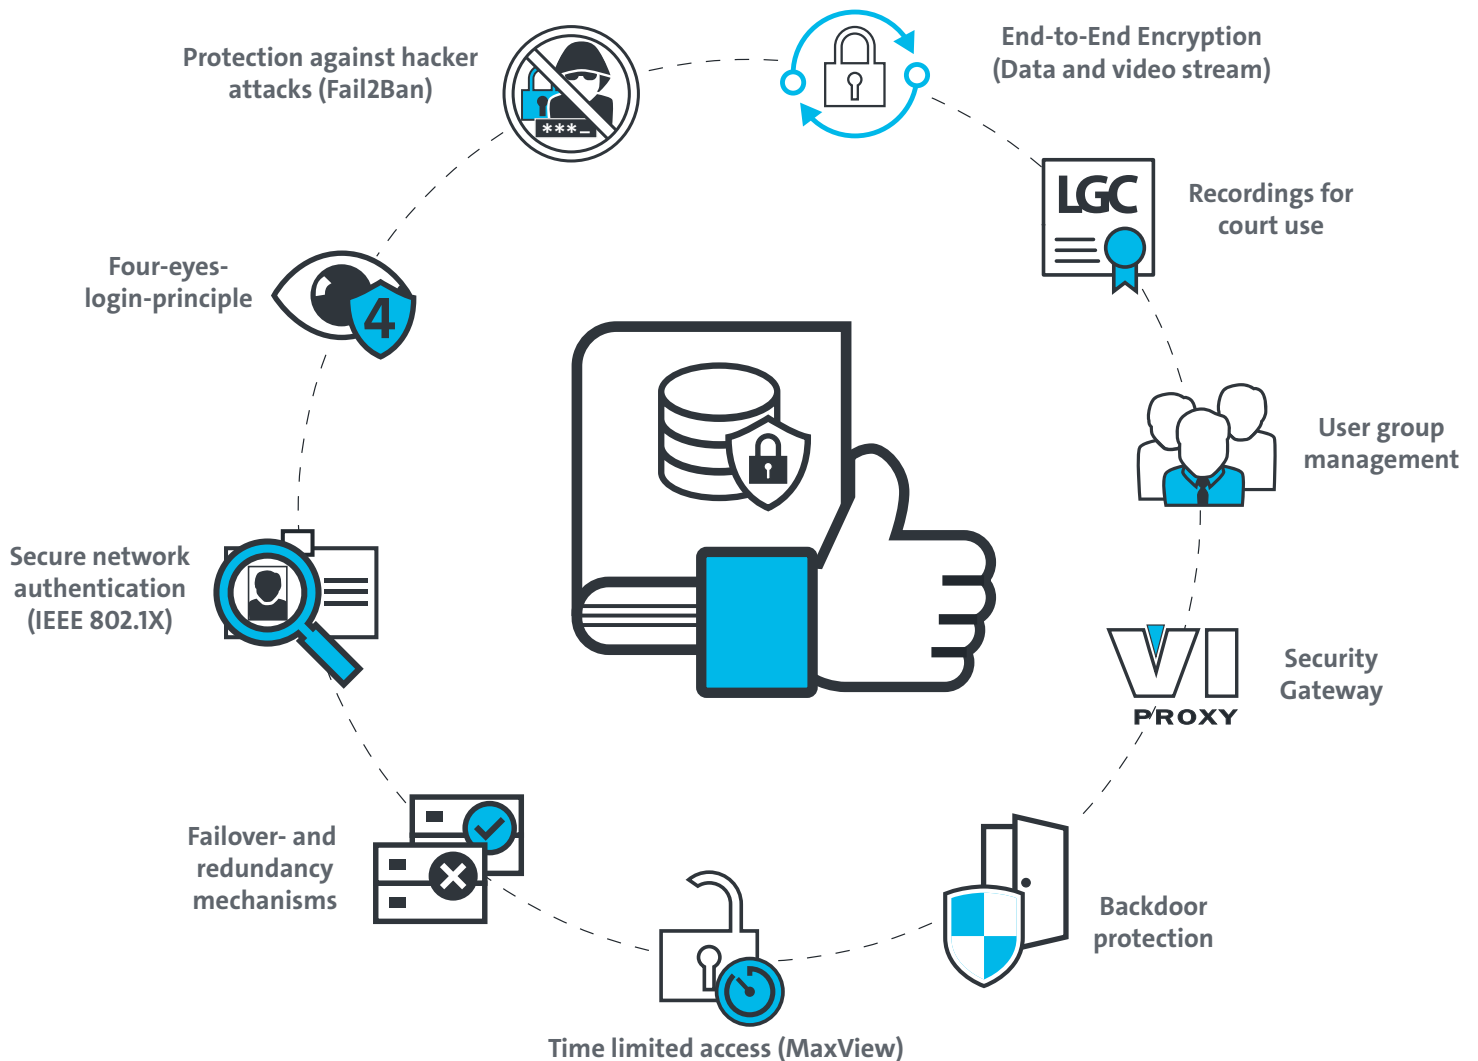 Protection against hacker
attacks (Fail2Ban)
***_
End-to-End Encryption
(Data and video stream)
LGC
Recordings for
court use
Four-eyes-
login-principle
4
User group
management
Secure network
authentication
(IEEE 802.1X)
VI
PROXY
Security
Gateway
Failover- and
redundancy
mechanisms
Backdoor
protection
Time limited access (MaxView)